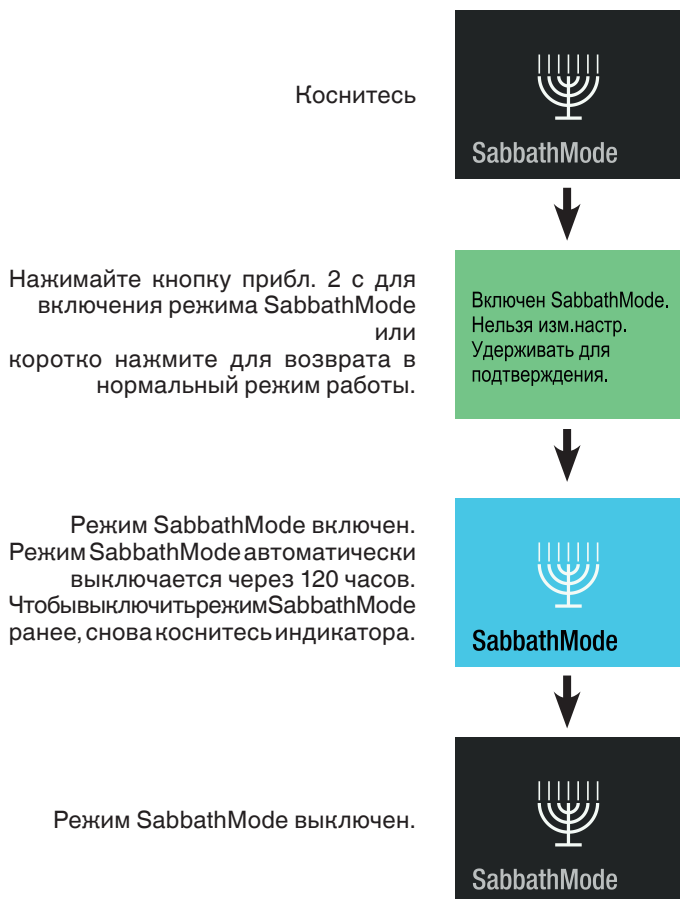 Коснитесь
SabbathMode
Нажимайте кнопку прибл. 2 с для
включения режима SabbathMode
или
коротко нажмите для возврата в
нормальный режим работы.
Включен SabbathMode.
Нельзя изм.настр.
Удерживать для
подтверждения.
Режим SabbathMode включен.
Режим SabbathMode автоматически
выключается через 120 часов.
Чтобы выключить режим SabbathMode
ранее, снова коснитесь индикатора.
SabbathMode
Режим SabbathMode выключен.
SabbathMode